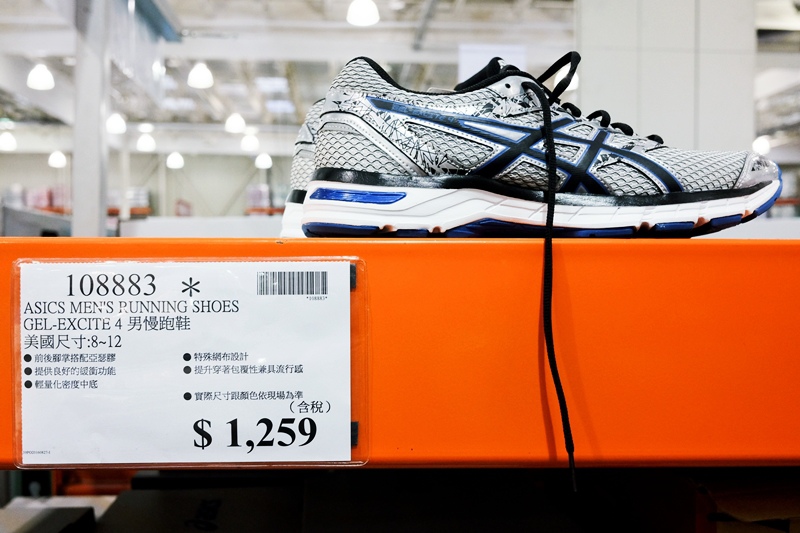 108883 *
*108883*
ASICS MEN'S RUNNING SHOES
GEL-EXCITE 4 男慢跑鞋
美國尺寸:8~12
●前後腳掌搭配亞瑟膠
●提供良好的緩衝功能
●輕量化密度中底
●特殊網布設計
●提升穿著包覆性兼具流行感
●實際尺寸跟顏色依現場為準
(含稅)
$ 1,259